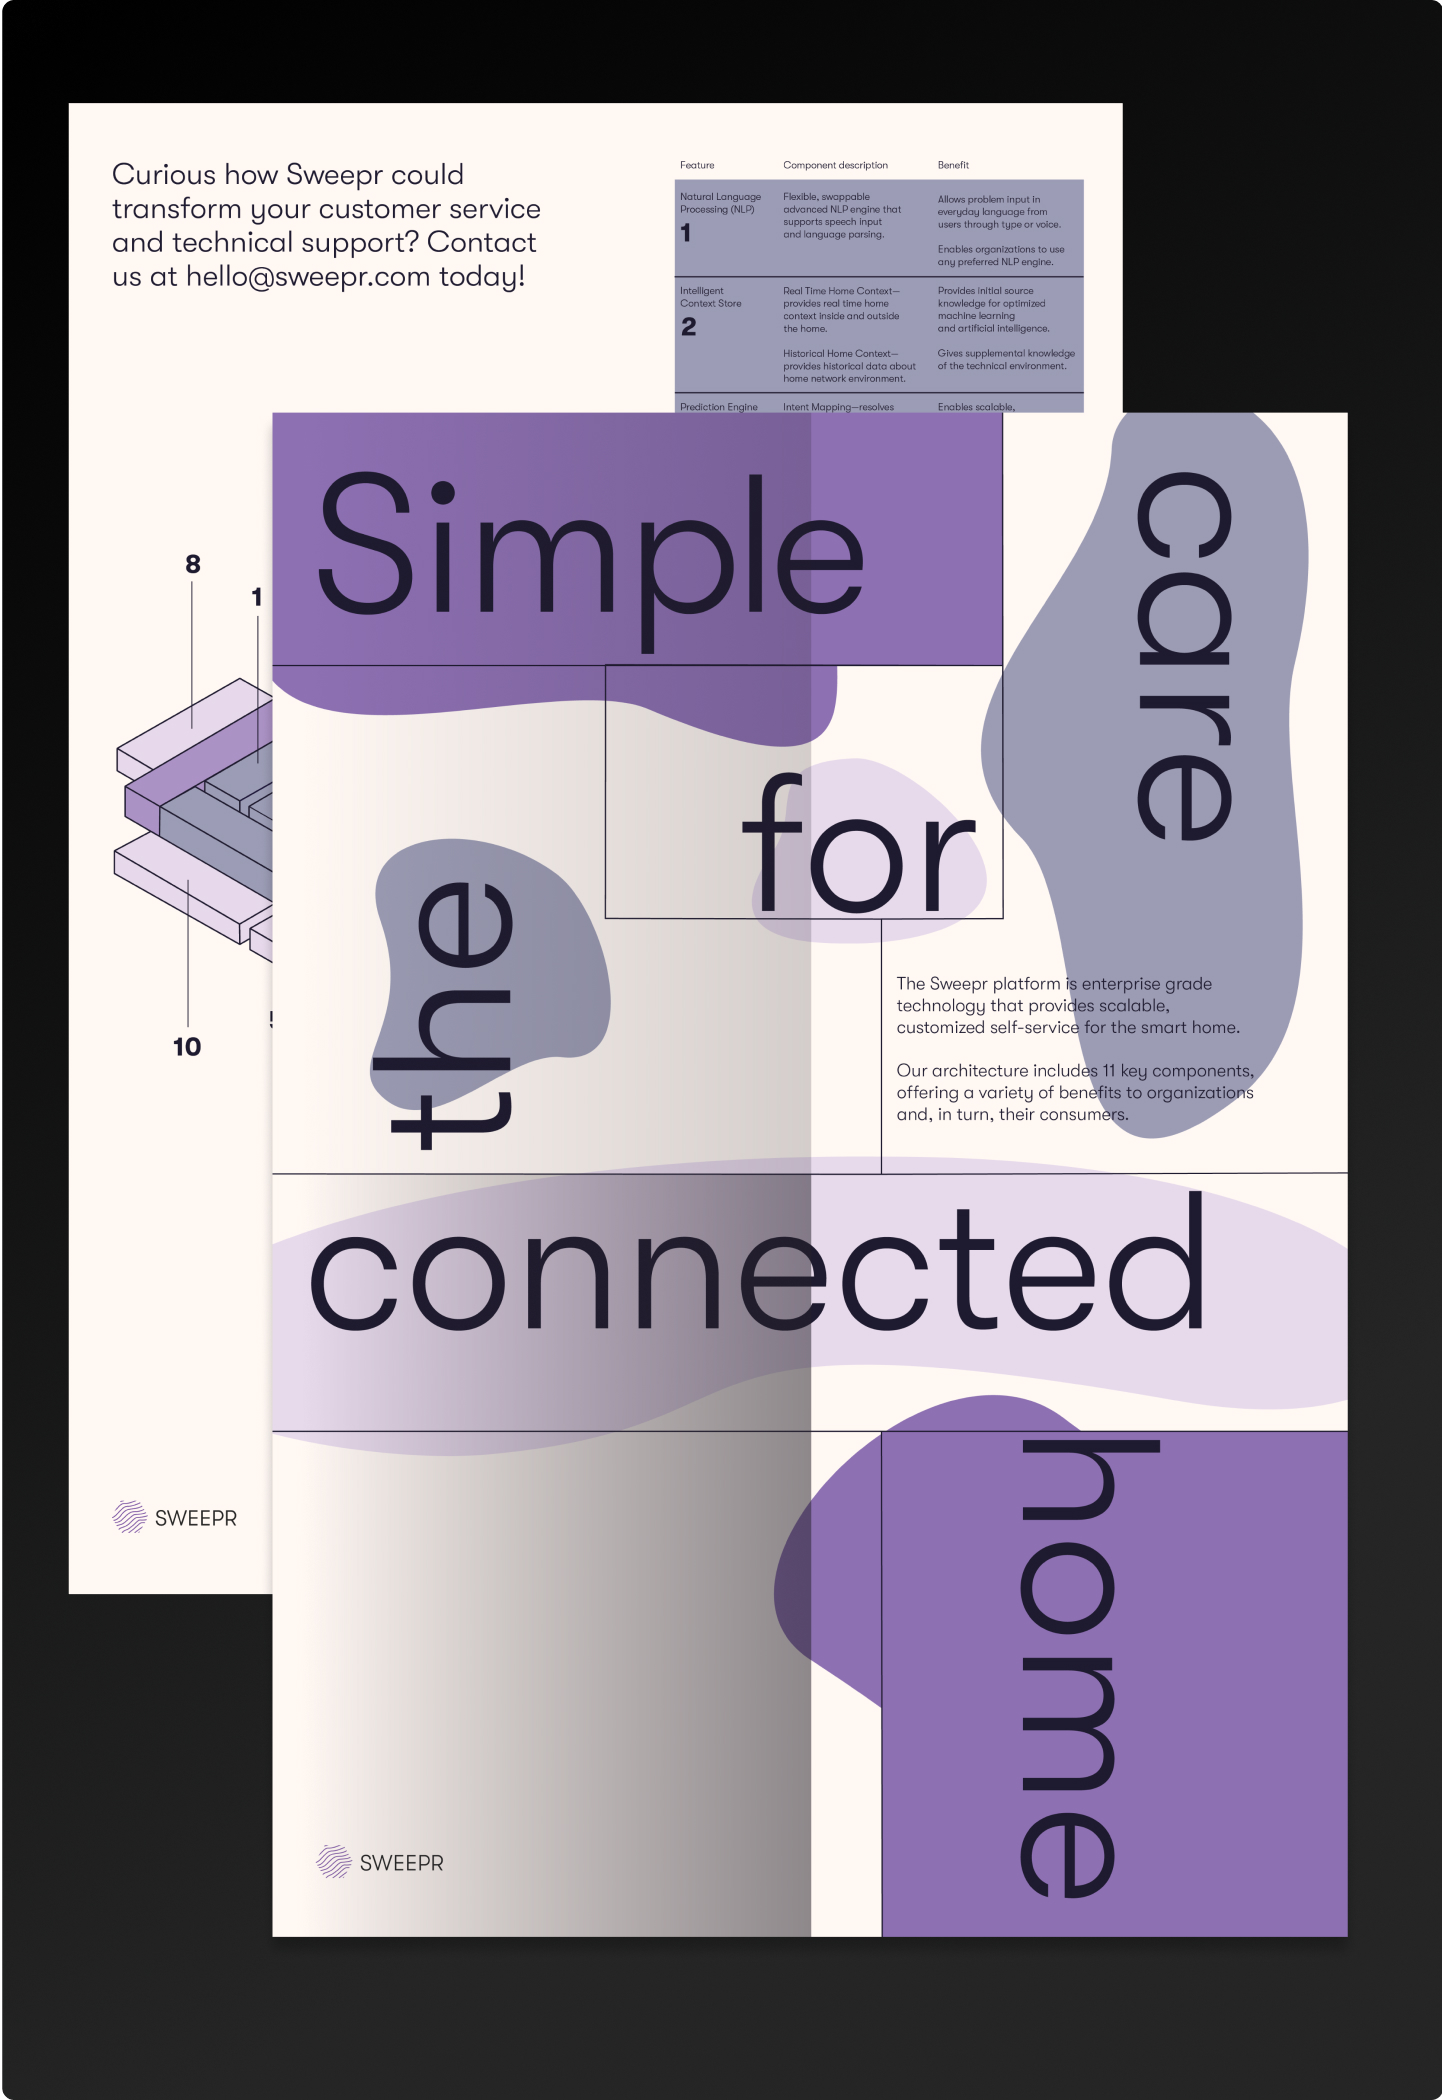 Curious how Sweepr could
transform your customer service
and technical support? Contact
us at hello@sweepr.com today!
Feature Component description Benefit
Natural Language
Processing (NLP)
1
Flexible, swappable
advanced NLP engine that
supports speech input
and language parsing.
Allows problem input in
everyday language from
users through type or voice.
Enables organizations to use
any preferred NLP engine.
Intelligent
Context Store
2
Real Time Home Context—
provides real time home
context inside and outside
the home.
Historical Home Context—
provides historical data about
home network environment.
Provides initial source
knowledge for optimized
machine learning
and artificial intelligence.
Gives supplemental knowledge
of the technical environment.
Prediction Engine
Intent Mapping—resolves
Enables scalable,
8
1
10
SWEEPR
Simple
care
for
the
The Sweepr platform is enterprise grade
technology that provides scalable,
customized self-service for the smart home.
Our architecture includes 11 key components,
offering a variety of benefits to organizations
and, in turn, their consumers.
connected
home
SWEEPR